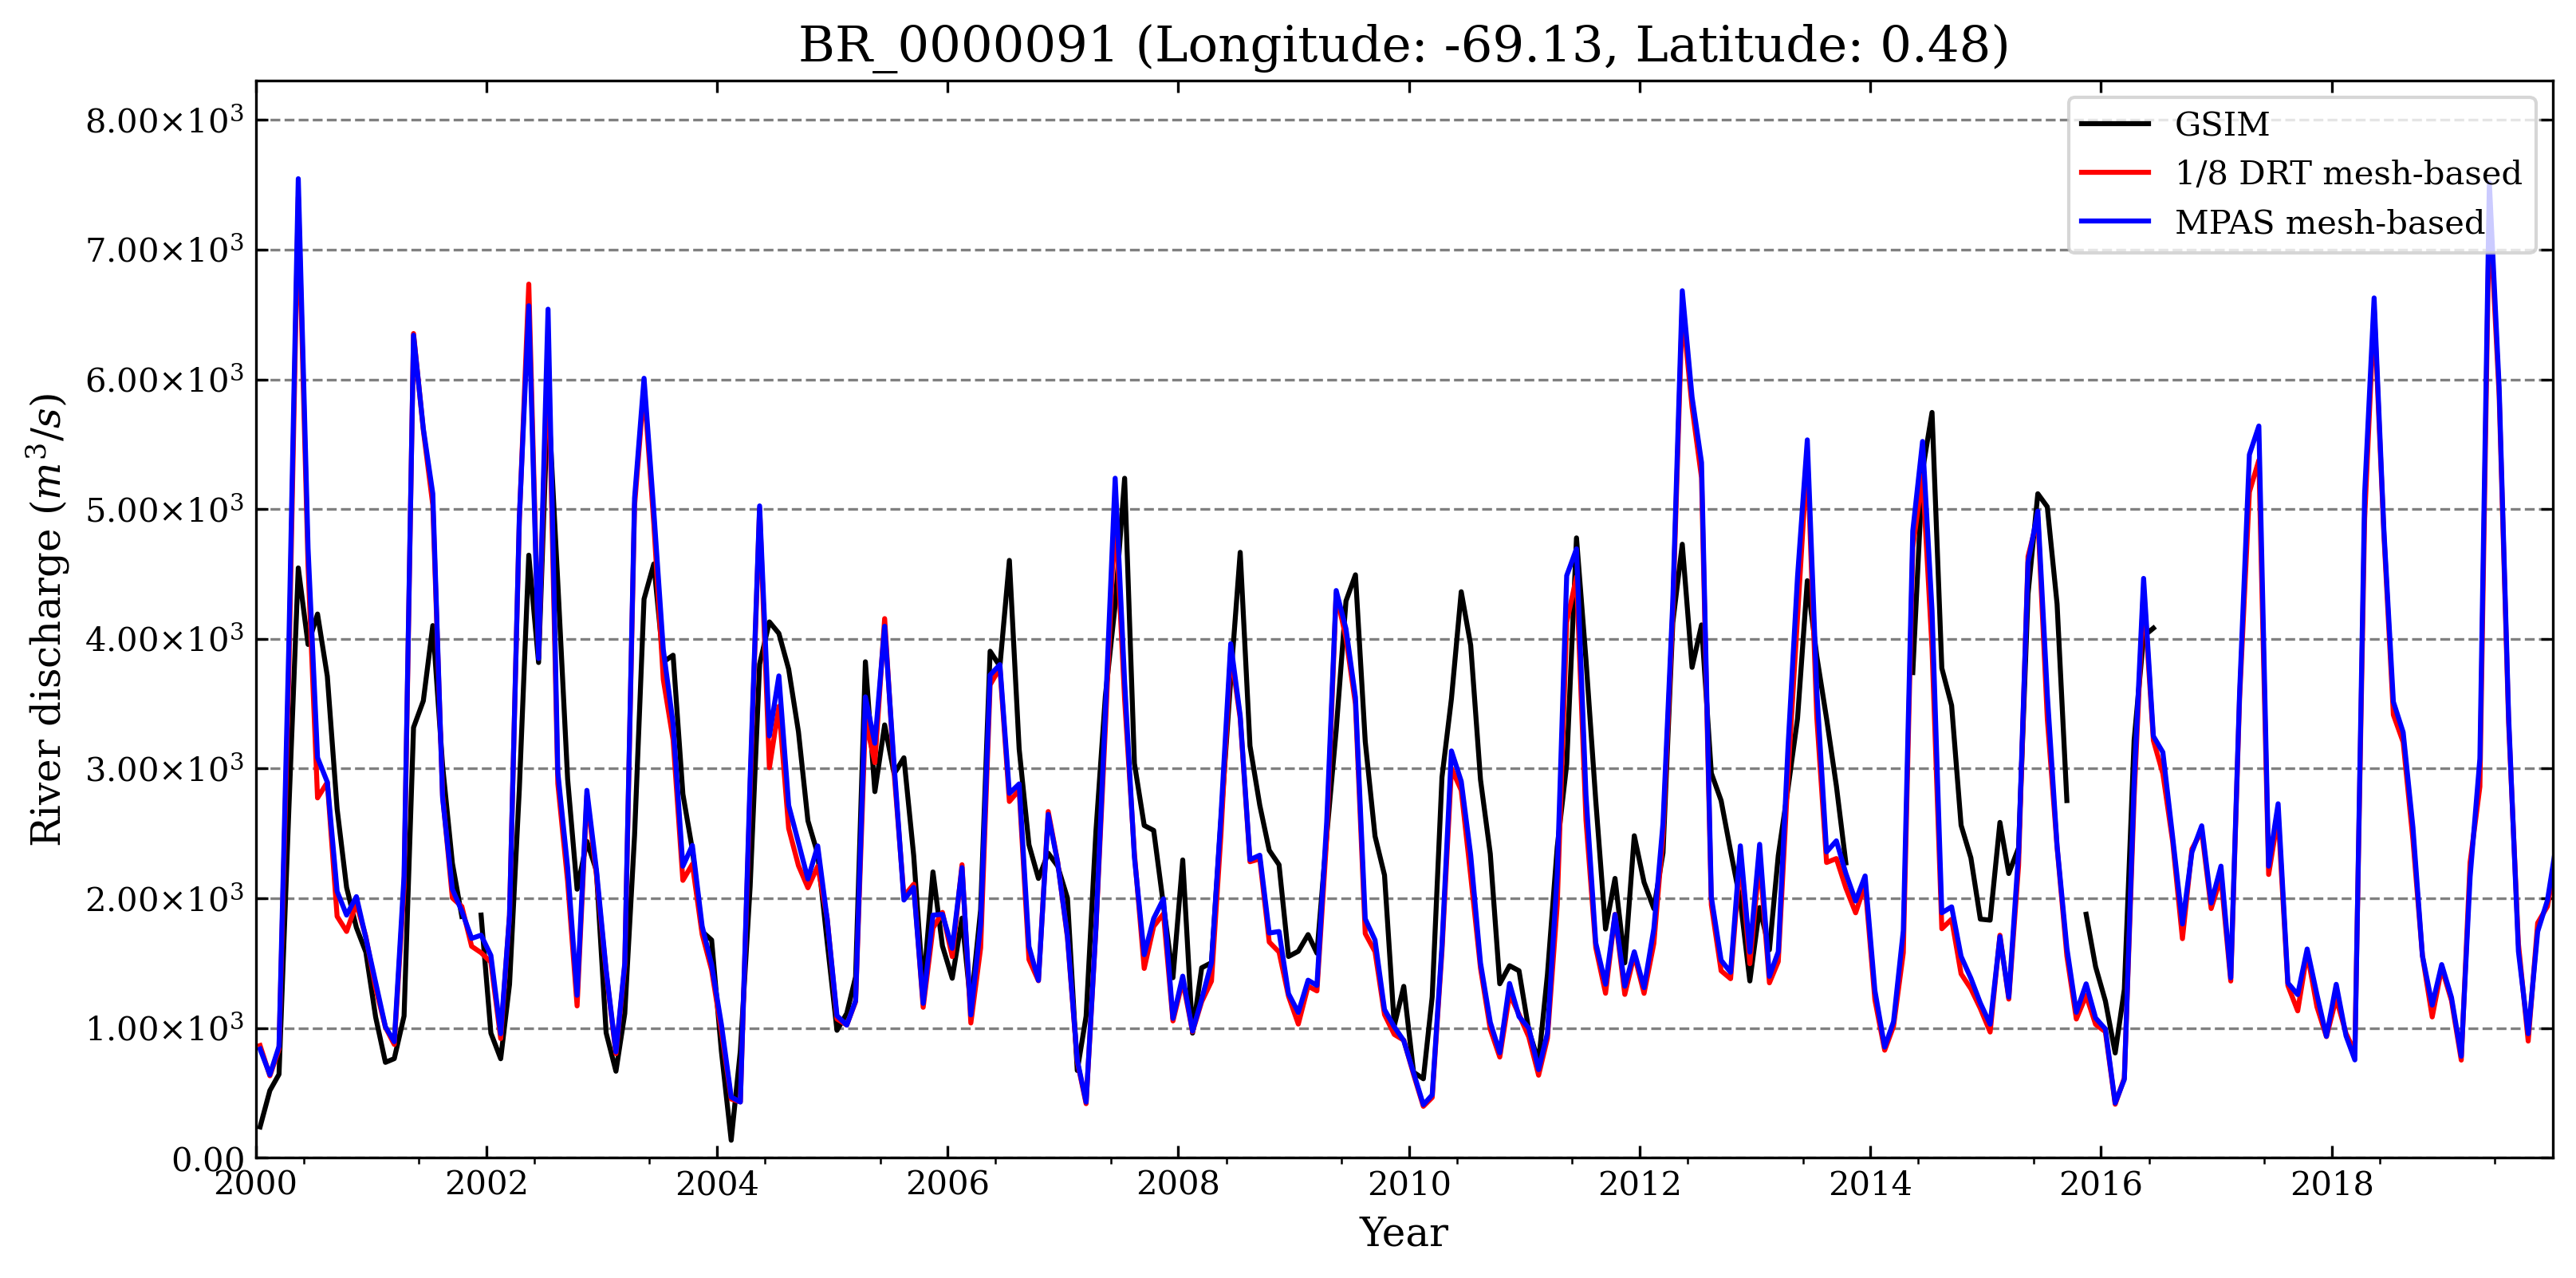 BR_0000091 (Longitude: -69.13, Latitude: 0.48)
River discharge (m³/s)
8.00×10³
7.00×10³
6.00×10³
5.00×10³
4.00×10³
3.00×10³
2.00×10³
1.00×10³
0.00
GSIM
1/8 DRT mesh-based
MPAS mesh-based
2000 2002 2004 2006 2008 2010 2012 2014 2016 2018
Year